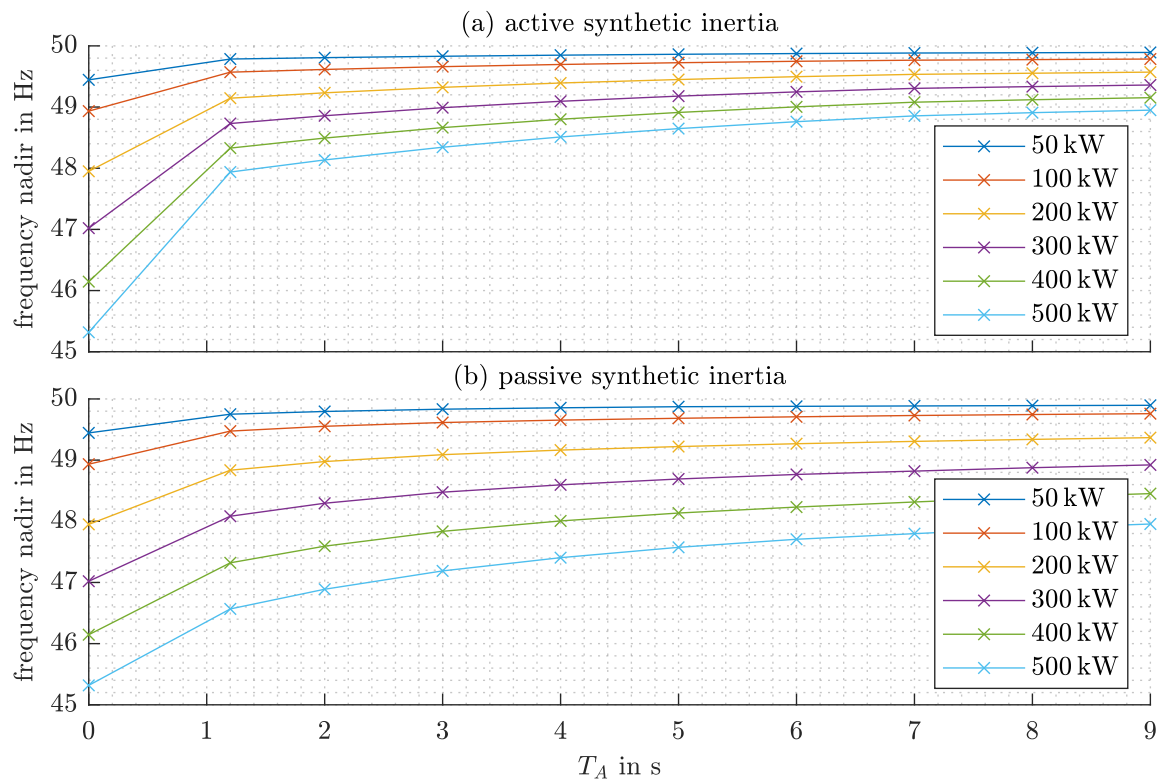 (a) active synthetic inertia
50
49
48
47
46
45
frequency nadir in Hz
50 kW
100 kW
200 kW
300 kW
400 kW
500 kW
(b) passive synthetic inertia
50
49
48
47
46
45
frequency nadir in Hz
50 kW
100 kW
200 kW
300 kW
400 kW
500 kW
0 1 2 3 4 5 6 7 8 9
T_A in s